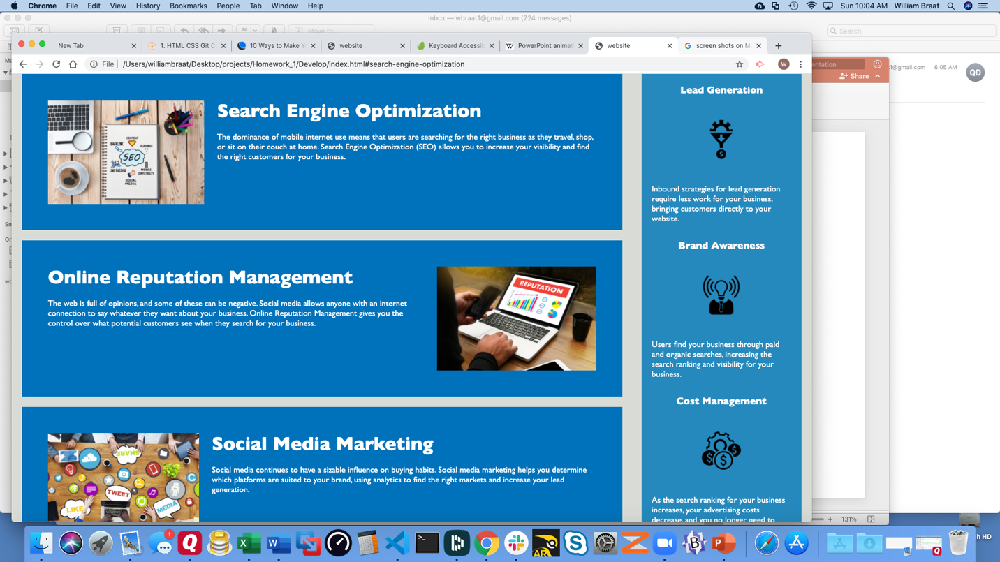 Chrome File Edit View History Bookmarks People Tab Window Help
Sun 10:04 AM William Braat
Inbox — wbraat1@gmail.com (224 messages)
Move to...
Search
New Tab
1. HTML CSS Git C
10 Ways to Make Y
website
Keyboard Accessib
PowerPoint animat
website
screen shots on M
File /Users/williambraat/Desktop/projects/Homework_1/Develop/index.html#search-engine-optimization
W
entation
Share
1@gmail.com 6:05 AM
QD
Search Engine Optimization
The dominance of mobile internet use means that users are searching for the right business as they travel, shop,
or sit on their couch at home. Search Engine Optimization (SEO) allows you to increase your visibility and find
the right customers for your business.
CONTENT
BACKLINK
HEADINGS
SEO
LINK BUILDING
MOBILE
COMPATIBILITY
SOCIAL
MEDIA
Online Reputation Management
The web is full of opinions, and some of these can be negative. Social media allows anyone with an internet
connection to say whatever they want about your business. Online Reputation Management gives you the
control over what potential customers see when they search for your business.
REPUTATION
Social Media Marketing
Social media continues to have a sizable influence on buying habits. Social media marketing helps you determine
which platforms are suited to your brand, using analytics to find the right markets and increase your lead
generation.
SHARE
TWEET
LIKE
MEDIA
Lead Generation
Inbound strategies for lead generation
require less work for your business,
bringing customers directly to your
website.
Brand Awareness
Users find your business through paid
and organic searches, increasing the
search ranking and visibility for your
business.
Cost Management
As the search ranking for your business
increases, your advertising costs
decrease, and you no longer need to
131%
sh HD
1